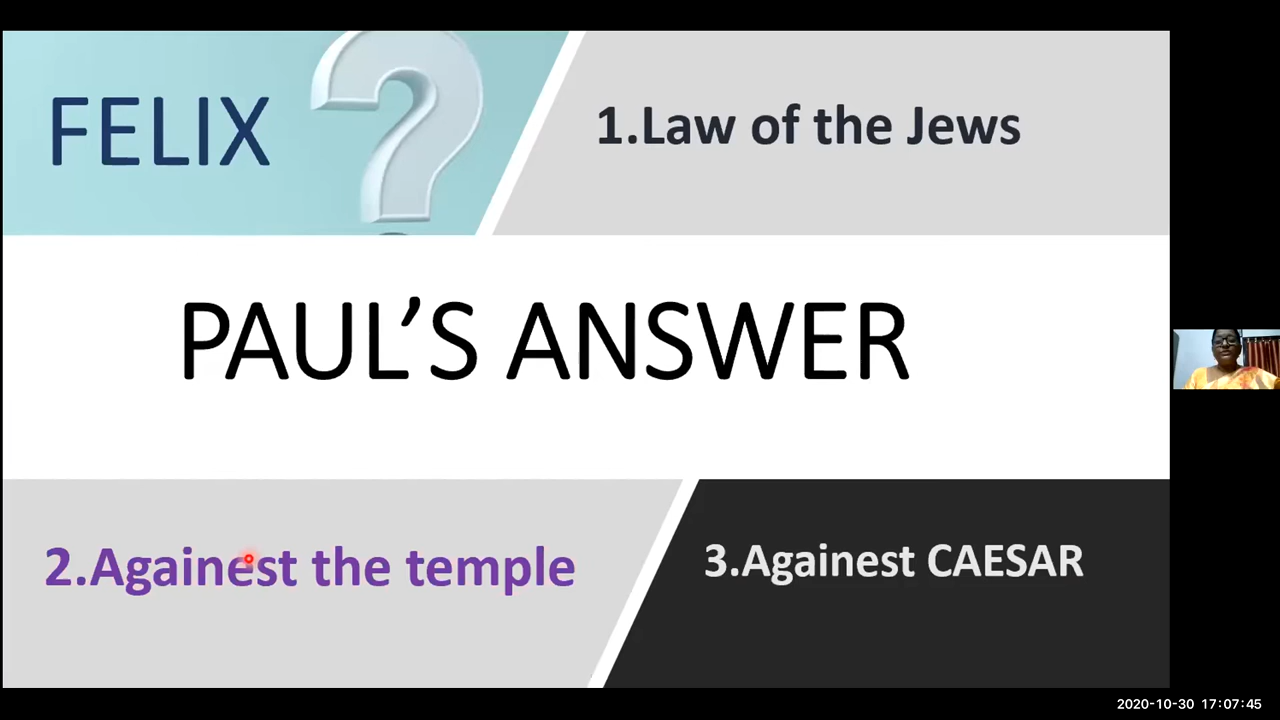 FELIX
1.Law of the Jews
PAUL'S ANSWER
2.Againest the temple
3.Againest CAESAR
2020-10-30 17:07:45